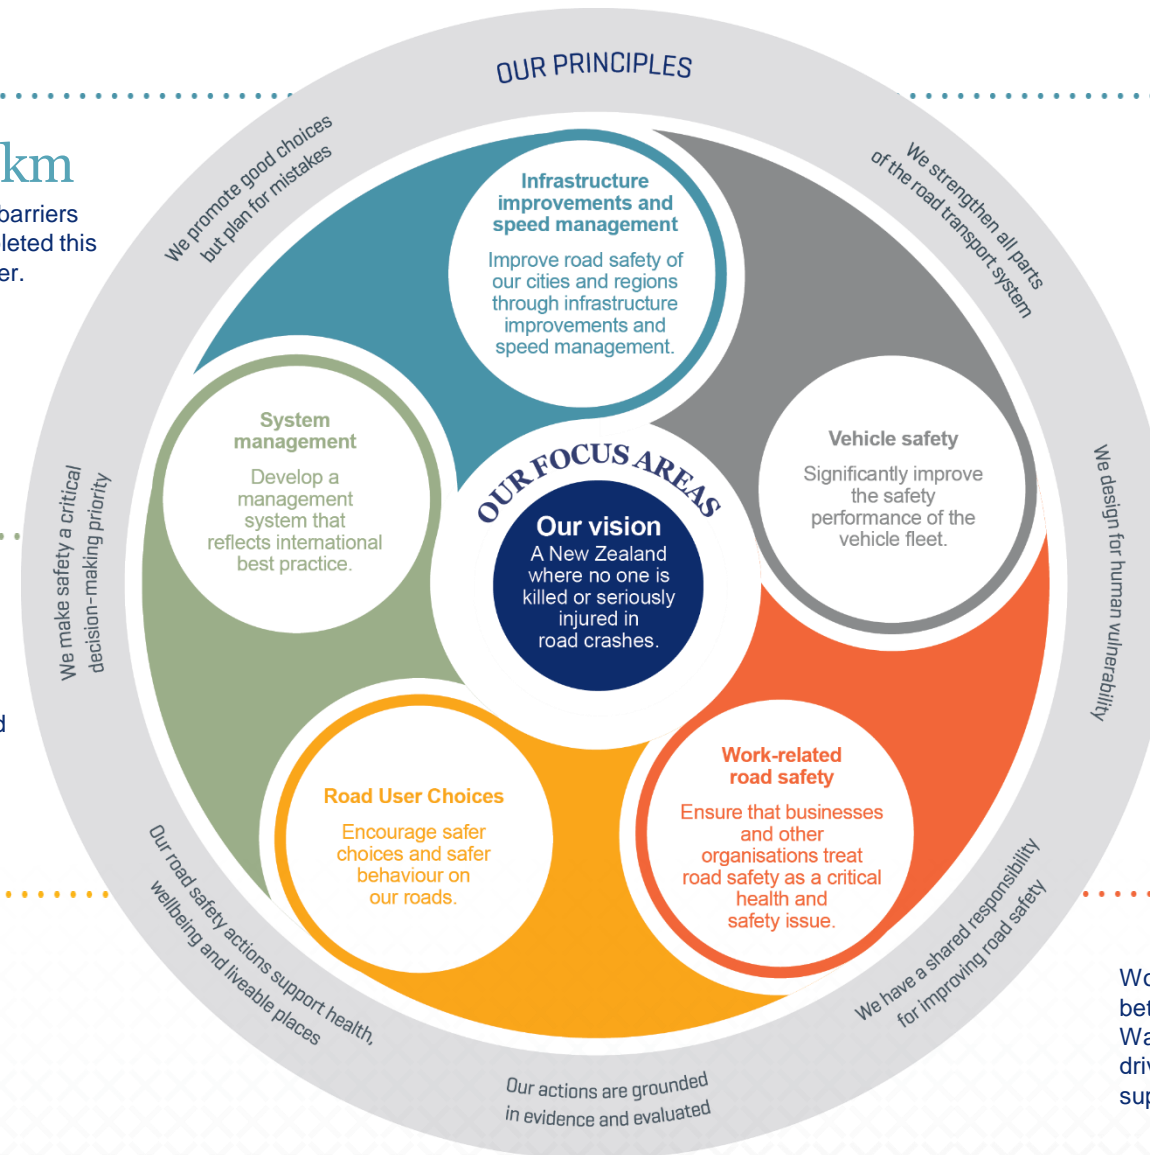 OUR PRINCIPLES
We promote good choices
but plan for mistakes
We strengthen all parts
of the road transport system
km
barriers
this
Infrastructure
improvements and
speed management
Improve road safety of
our cities and regions
through infrastructure
improvements and
speed management.
System
management
Develop a
management
system that
reflects international
best practice.
Vehicle safety
Significantly improve
the safety
performance of the
vehicle fleet.
OUR FOCUS AREAS
Our vision
A New Zealand
where no one is
killed or seriously
injured in
road crashes.
We make safety a critical
decision-making priority
We design for human vulnerability
Road User Choices
Encourage safer
choices and safer
behaviour on
our roads.
Work-related
road safety
Ensure that businesses
and other
organisations treat
road safety as a critical
health and
safety issue.
Our road safety actions support health,
wellbeing and liveable places
We have a shared responsibility
for improving road safety
Our actions are grounded
in evidence and evaluated